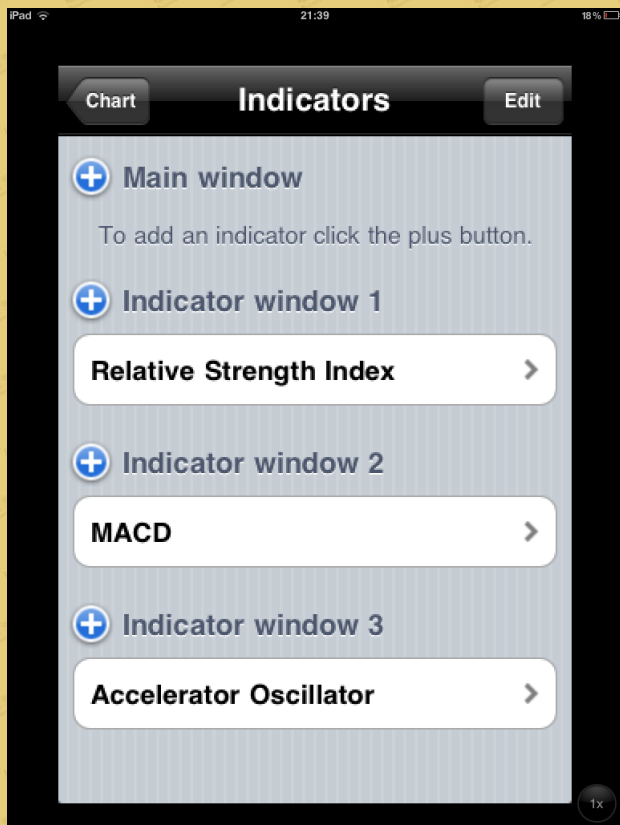 iPad 21:39 18%
Chart Indicators Edit
Main window
To add an indicator click the plus button.
Indicator window 1
Relative Strength Index
Indicator window 2
MACD
Indicator window 3
Accelerator Oscillator
1x